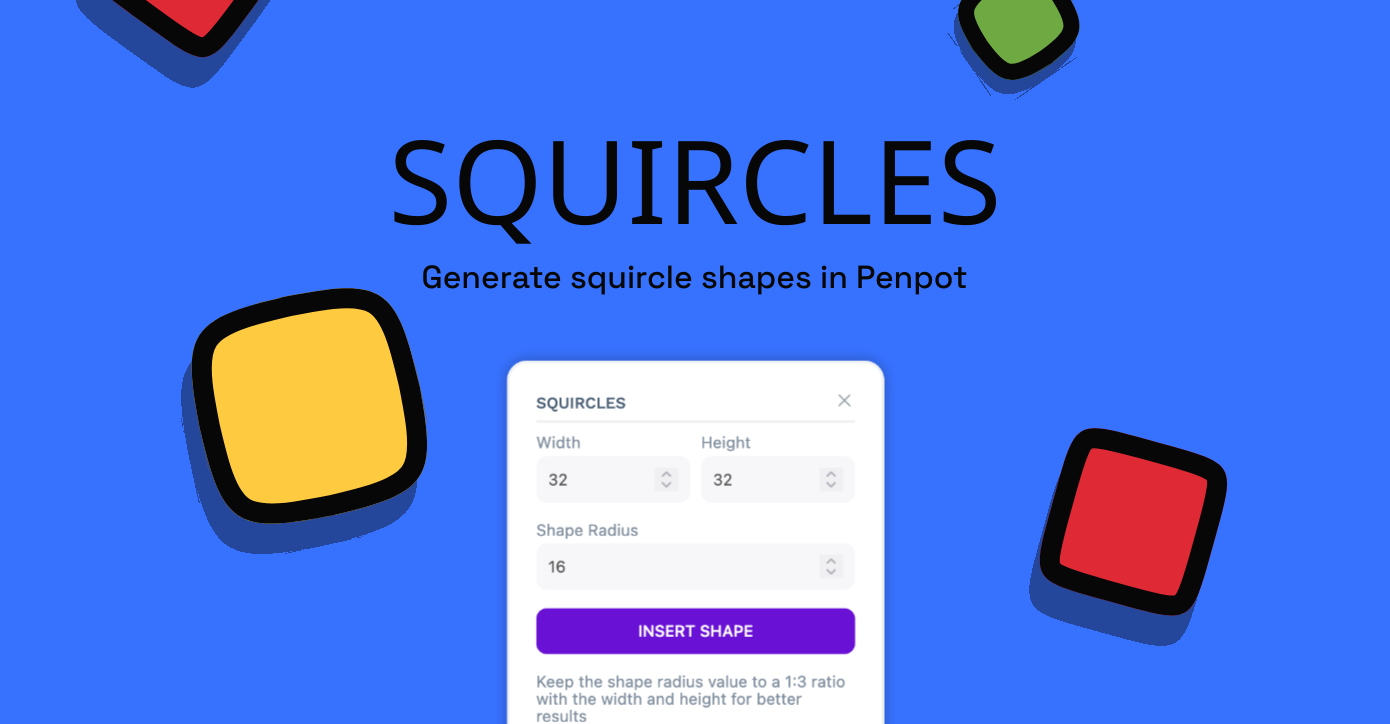 SQUIRCLES
Generate squircle shapes in Penpot
SQUIRCLES
Width Height
32 32
Shape Radius
16
INSERT SHAPE
Keep the shape radius value to a 1:3 ratio
with the width and height for better
results